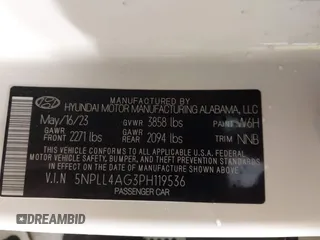 MANUFACTURED BY
HYUNDAI MOTOR MANUFACTURING ALABAMA, LLC
May/16/23 GVWR 3858 lbs PAINT W6H
GAWR FRONT 2271 lbs GAWR REAR 2094 lbs TRIM NNB
THIS VEHICLE CONFORMS TO ALL APPLICABLE FEDERAL
MOTOR VEHICLE SAFETY, BUMPER, AND THEFT PREVENTION
STANDARDS IN EFFECT ON THE DATE OF MANUFACTURE
SHOWN ABOVE.
V.I.N 5NPLL4AG3PH119536
PASSENGER CAR
DREAMBID